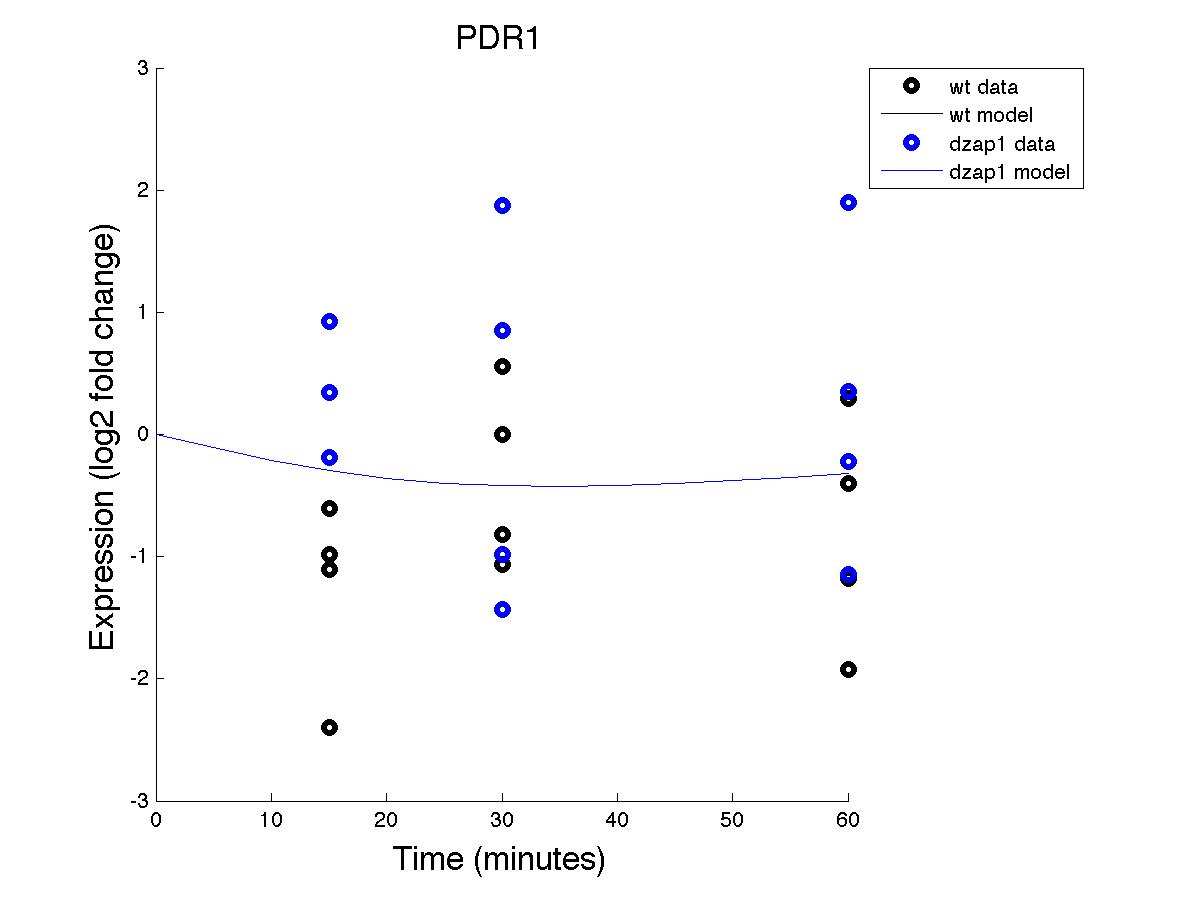 PDR1
3
2
1
0
-1
-2
-3
0
10
20
30
40
50
60
Time (minutes)
Expression (log2 fold change)
wt data
wt model
dzap1 data
dzap1 model